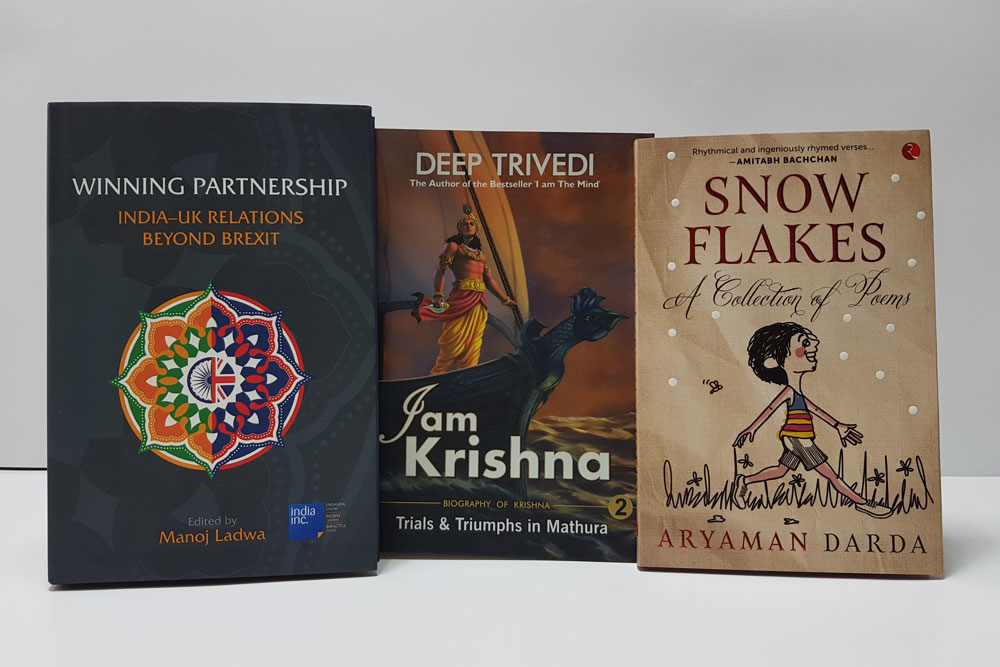 WINNING PARTNERSHIP
INDIA–UK RELATIONS
BEYOND BREXIT
Edited by
Manoj Ladwa
india
inc.
DEEP TRIVEDI
The Author of the Bestseller 'I am The Mind'
I am
Krishna
BIOGRAPHY OF KRISHNA
2
Trials & Triumphs in Mathura
Rhythmical and ingeniously rhymed verses...
—AMITABH BACHCHAN
SNOW
FLAKES
A Collection of Poems
ARYAMAN DARDA